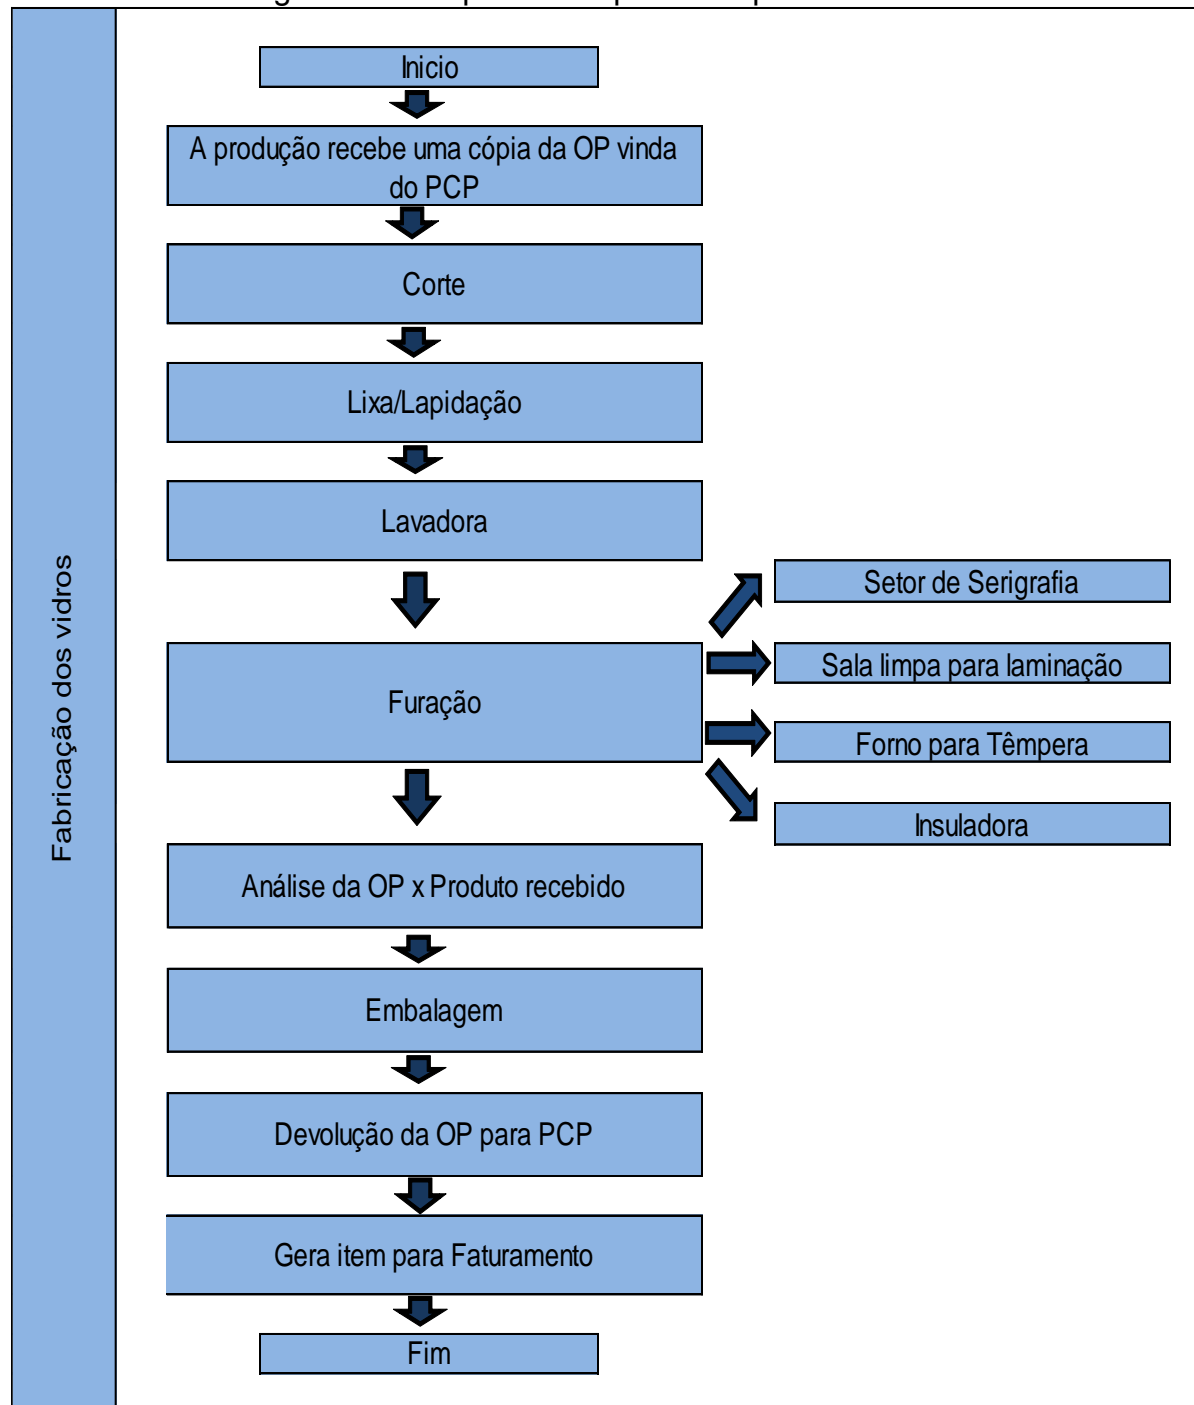 Inicio
A produção recebe uma cópia da OP vinda
do PCP
Corte
Lixa/Lapidação
Lavadora
Furação
Setor de Serigrafia
Sala limpa para laminação
Forno para Têmpera
Insuladora
Análise da OP x Produto recebido
Embalagem
Devolução da OP para PCP
Gera item para Faturamento
Fim
Fabricação dos vidros